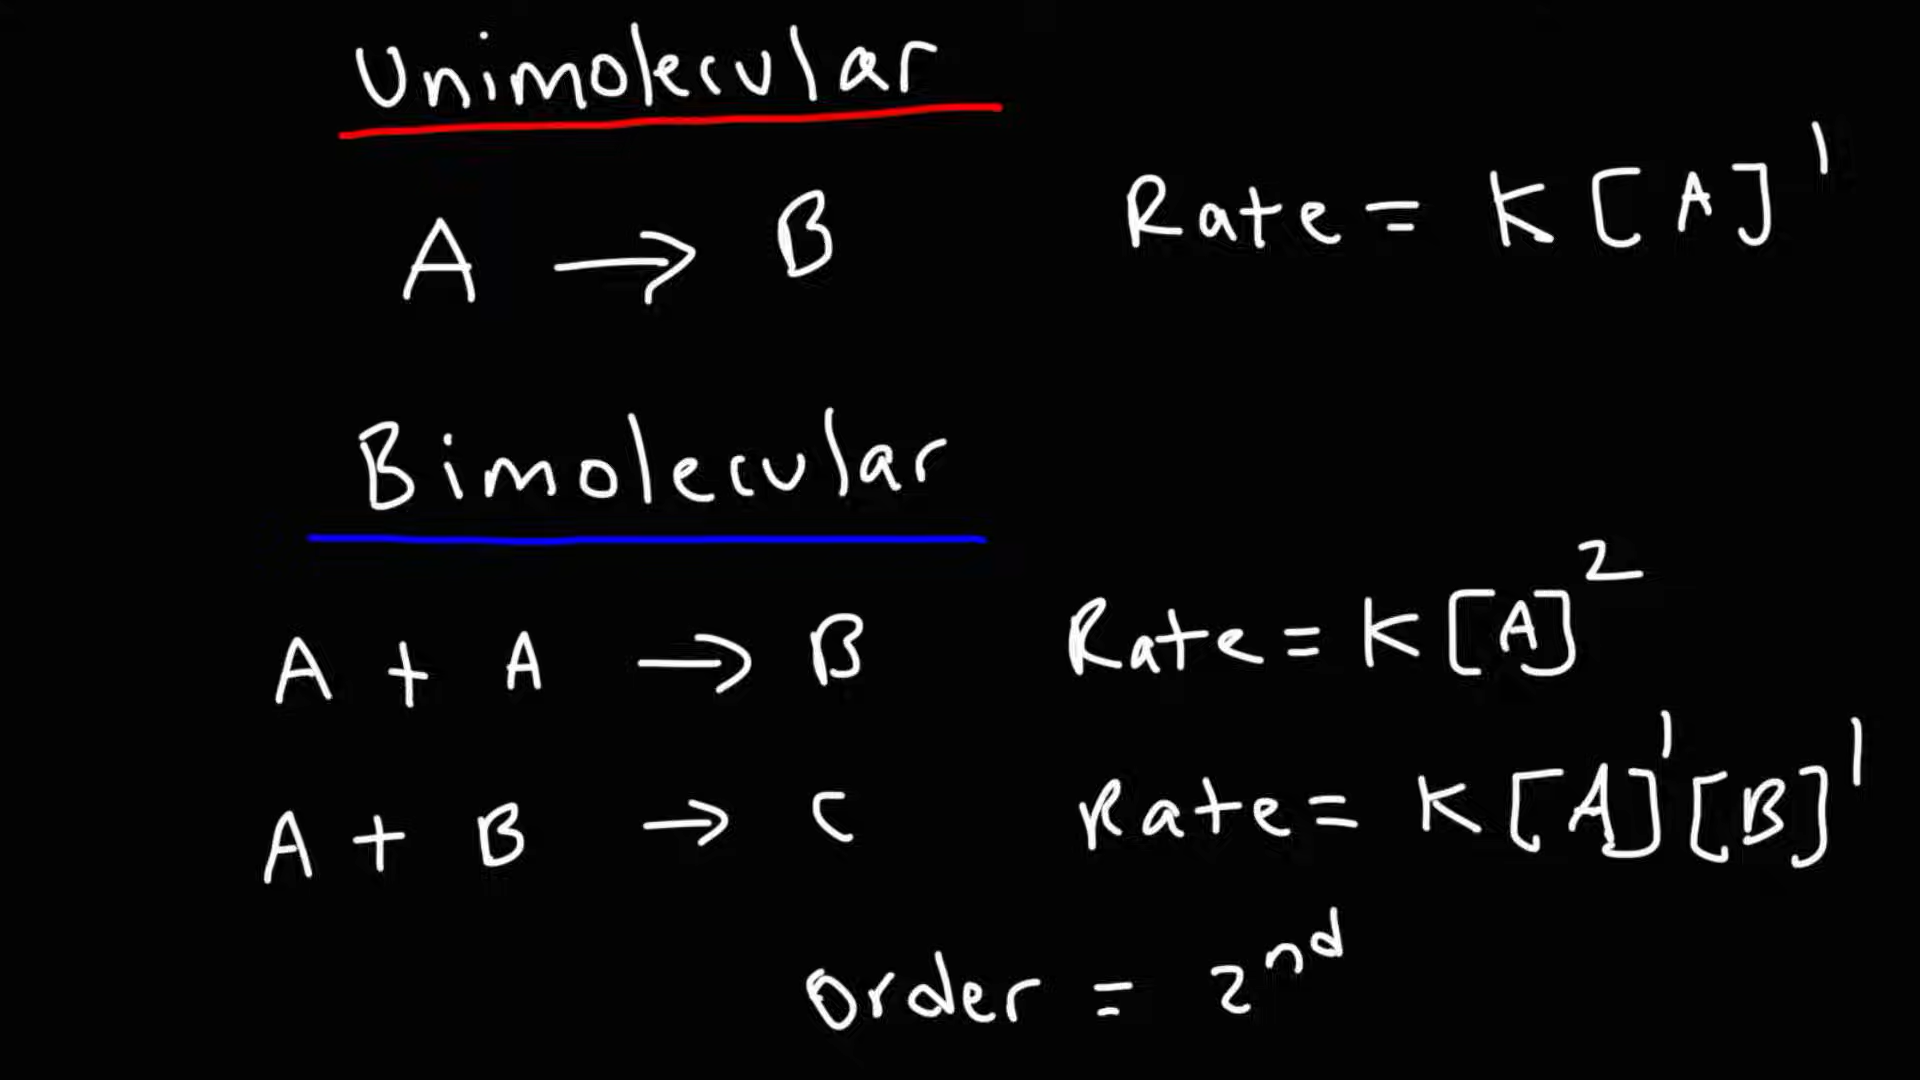 Unimolecular
A → B Rate = K[A]¹
Bimolecular
A + A → B Rate = K[A]²
A + B → C Rate = K[A]¹[B]¹
Order = 2nd